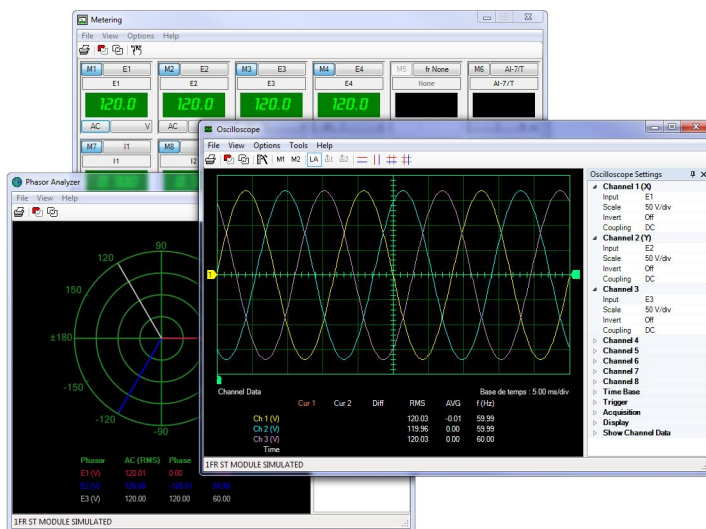 Metering
File View Options Help
M1 E1 M2 E2 M3 E3 M4 E4 M5 fr None M6 AI-7/T
E1 E2 E3 E4 None AI-7/T
120.0 120.0 120.0 120.0
AC V AC
M7 I1 M8
I1 I2
Oscilloscope
File View Options Tools Help
M1 M2 LA
Oscilloscope Settings
Channel 1 (X)
Input E1
Scale 50 V/div
Invert Off
Coupling DC
Channel 2 (Y)
Input E2
Scale 50 V/div
Invert Off
Coupling DC
Channel 3
Input E3
Scale 50 V/div
Invert Off
Coupling DC
Channel 4
Channel 5
Channel 6
Channel 7
Channel 8
Time Base
Trigger
Acquisition
Display
Show Channel Data
Channel Data Base de temps : 5.00 ms/div
Cur 1 Cur 2 Diff RMS AVG f (Hz)
Ch 1 (V) 120.03 -0.01 59.99
Ch 2 (V) 119.96 0.00 59.99
Ch 3 (V) 120.03 0.00 60.00
Time
1FR ST MODULE SIMULATED
Phasor Analyzer
File View Help
90
120
150
±180
-150
-120
-90
Phasor AC (RMS) Phase
E1 (V) 120.01 0.00
E2 (V) 120.00 -120.01 59.98
E3 (V) 120.00 120.00 60.00
1FR ST MODULE SIMULATED